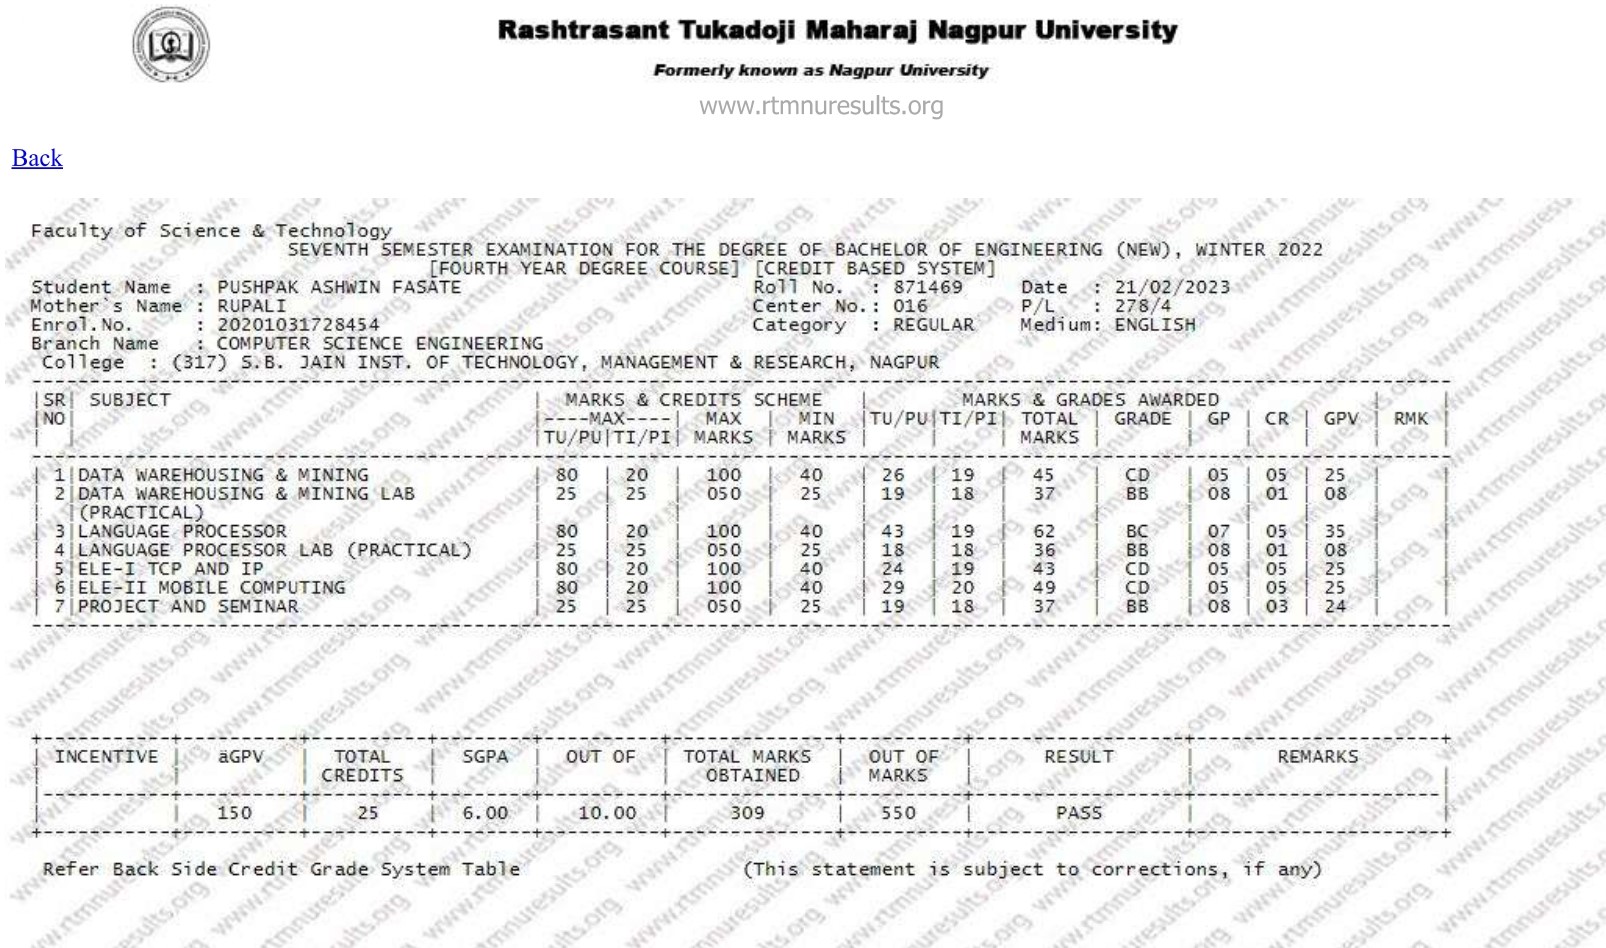 Rashtrasant Tukadoji Maharaj Nagpur University
Formerly known as Nagpur University
www.rtmnuresults.org
Back
Faculty of Science & Technology
SEVENTH SEMESTER EXAMINATION FOR THE DEGREE OF BACHELOR OF ENGINEERING (NEW), WINTER 2022
[FOURTH YEAR DEGREE COURSE] [CREDIT BASED SYSTEM]
Student Name : PUSHPAK ASHWIN FASATE Roll No. : 871469 Date : 21/02/2023
Mother`s Name : RUPALI Center No.: 016 P/L : 278/4
Enrol.No. : 20201031728454 Category : REGULAR Medium: ENGLISH
Branch Name : COMPUTER SCIENCE ENGINEERING
College : (317) S.B. JAIN INST. OF TECHNOLOGY, MANAGEMENT & RESEARCH, NAGPUR
|SR| SUBJECT | MARKS & CREDITS SCHEME | MARKS & GRADES AWARDED | |
|NO| |----MAX----| MAX | MIN |TU/PU|TI/PI| TOTAL | GRADE | GP | CR | GPV | RMK |
| | |TU/PU|TI/PI| MARKS | MARKS | | | MARKS | | | | | |
| 1|DATA WAREHOUSING & MINING | 80 | 20 | 100 | 40 | 26 | 19 | 45 | CD | 05 | 05 | 25 | |
| 2|DATA WAREHOUSING & MINING LAB | 25 | 25 | 050 | 25 | 19 | 18 | 37 | BB | 08 | 01 | 08 | |
| |(PRACTICAL) | | | | | | | | | | | | |
| 3|LANGUAGE PROCESSOR | 80 | 20 | 100 | 40 | 43 | 19 | 62 | BC | 07 | 05 | 35 | |
| 4|LANGUAGE PROCESSOR LAB (PRACTICAL) | 25 | 25 | 050 | 25 | 18 | 18 | 36 | BB | 08 | 01 | 08 | |
| 5|ELE-I TCP AND IP | 80 | 20 | 100 | 40 | 24 | 19 | 43 | CD | 05 | 05 | 25 | |
| 6|ELE-II MOBILE COMPUTING | 80 | 20 | 100 | 40 | 29 | 20 | 49 | CD | 05 | 05 | 25 | |
| 7|PROJECT AND SEMINAR | 25 | 25 | 050 | 25 | 19 | 18 | 37 | BB | 08 | 03 | 24 | |
| INCENTIVE | äGPV | TOTAL | SGPA | OUT OF | TOTAL MARKS | OUT OF | RESULT | REMARKS
| | | CREDITS | | | OBTAINED | MARKS | | |
| | 150 | 25 | 6.00 | 10.00 | 309 | 550 | PASS | |
Refer Back Side Credit Grade System Table (This statement is subject to corrections, if any)